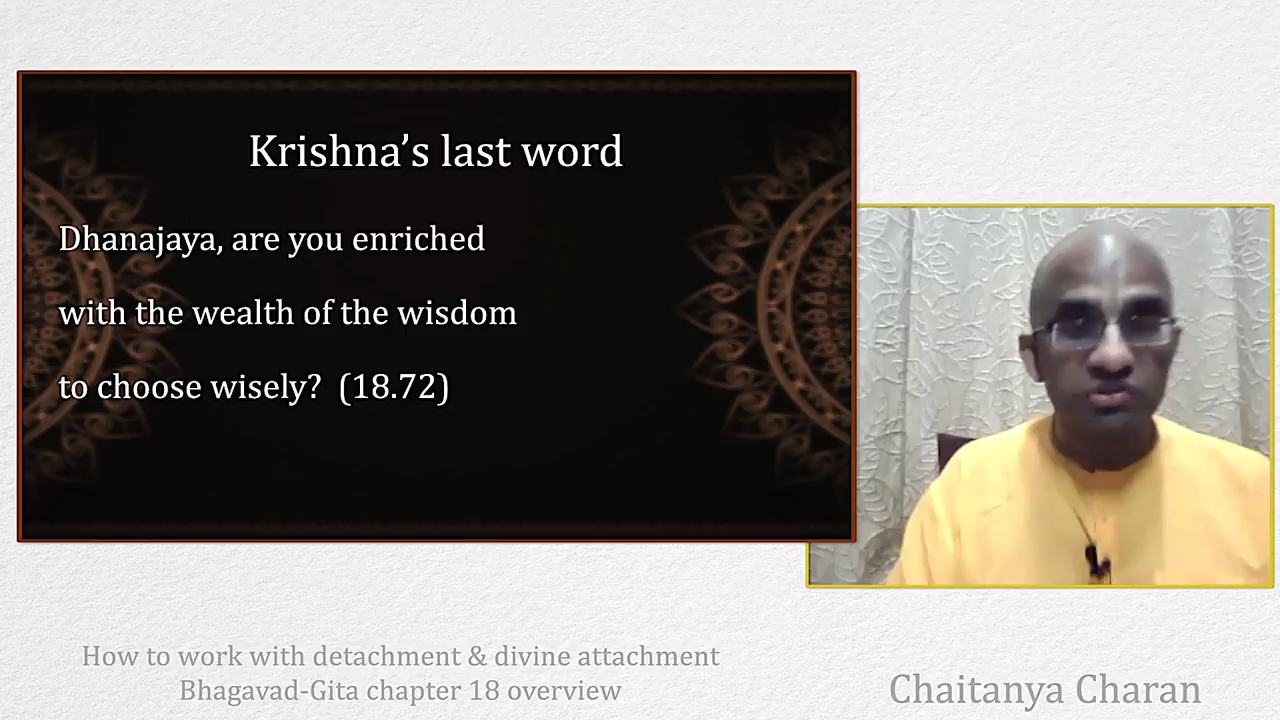 Krishna’s last word
Dhanajaya, are you enriched
with the wealth of the wisdom
to choose wisely? (18.72)
How to work with detachment & divine attachment
Bhagavad-Gita chapter 18 overview
Chaitanya Charan